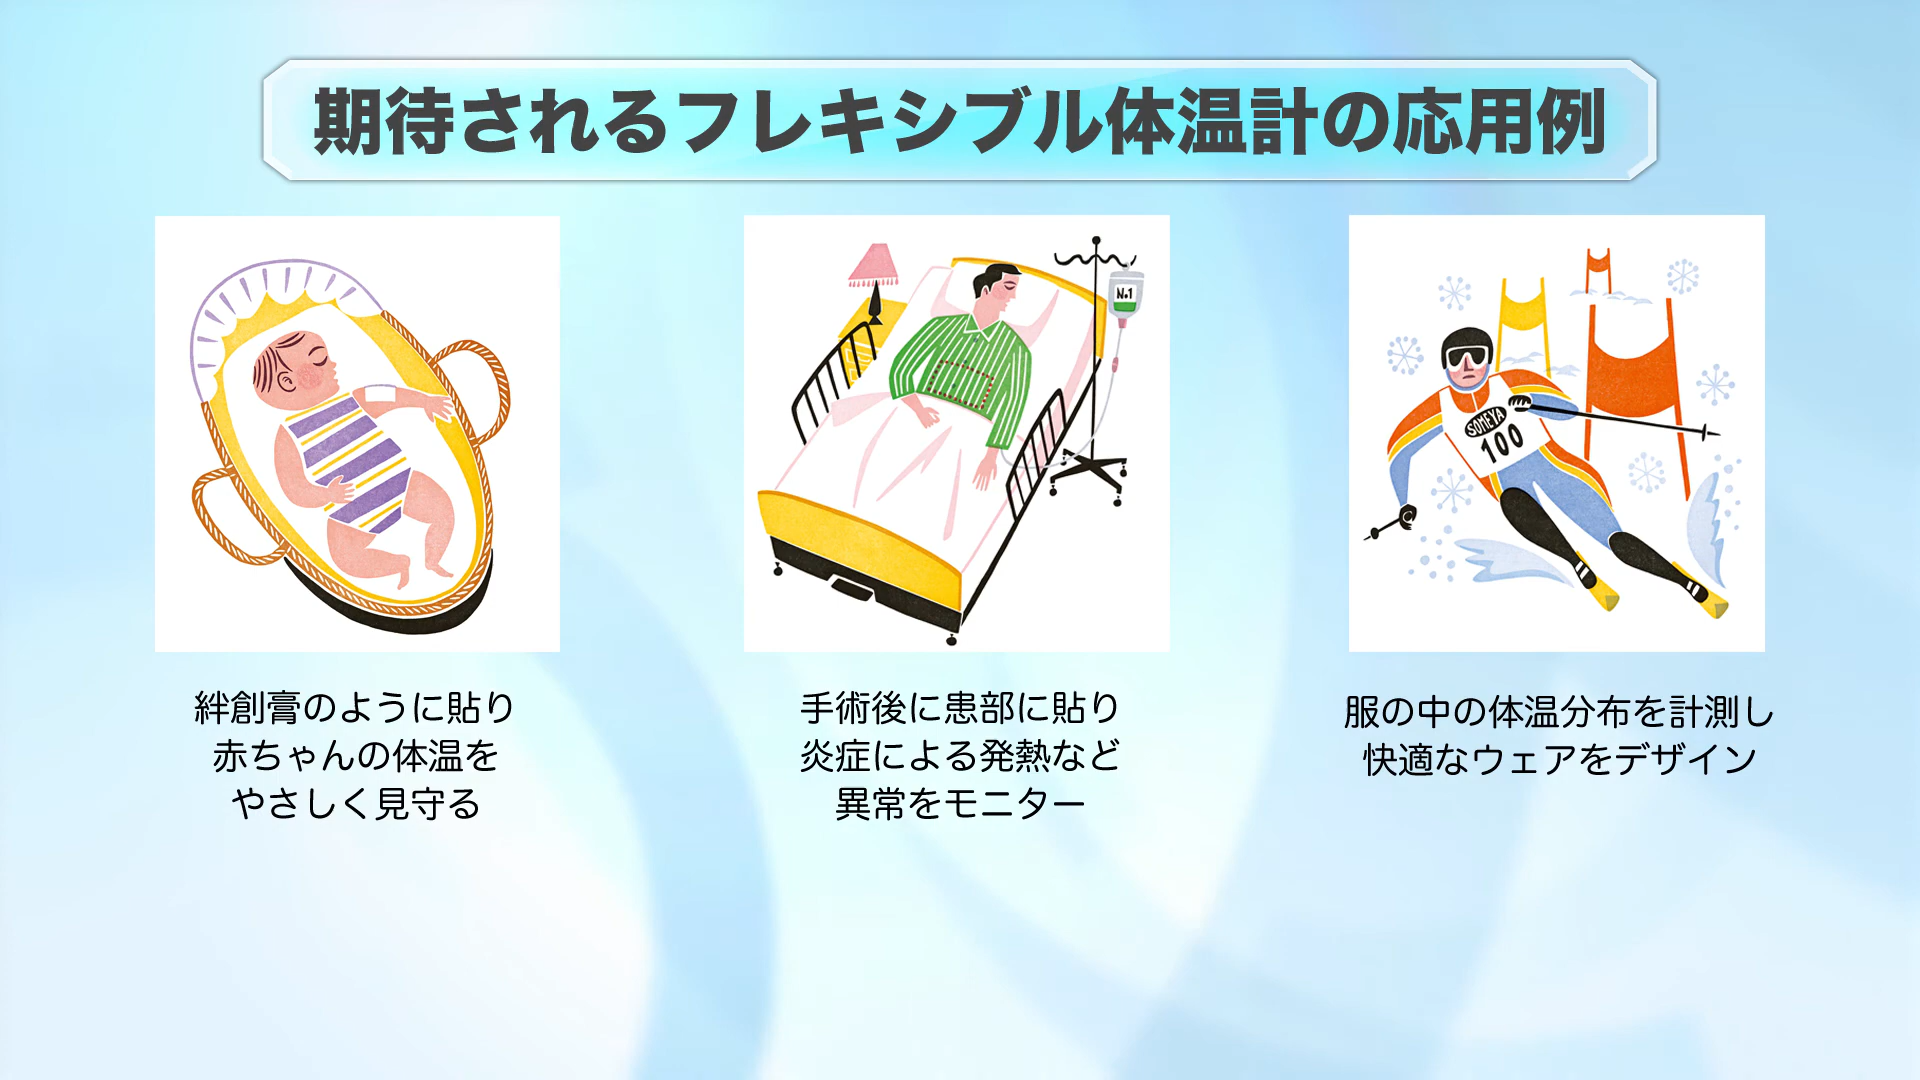 期待されるフレキシブル体温計の応用例
N.1
SOMEYA
100
絆創膏のように貼り
赤ちゃんの体温を
やさしく見守る
手術後に患部に貼り
炎症による発熱など
異常をモニター
服の中の体温分布を計測し
快適なウェアをデザイン